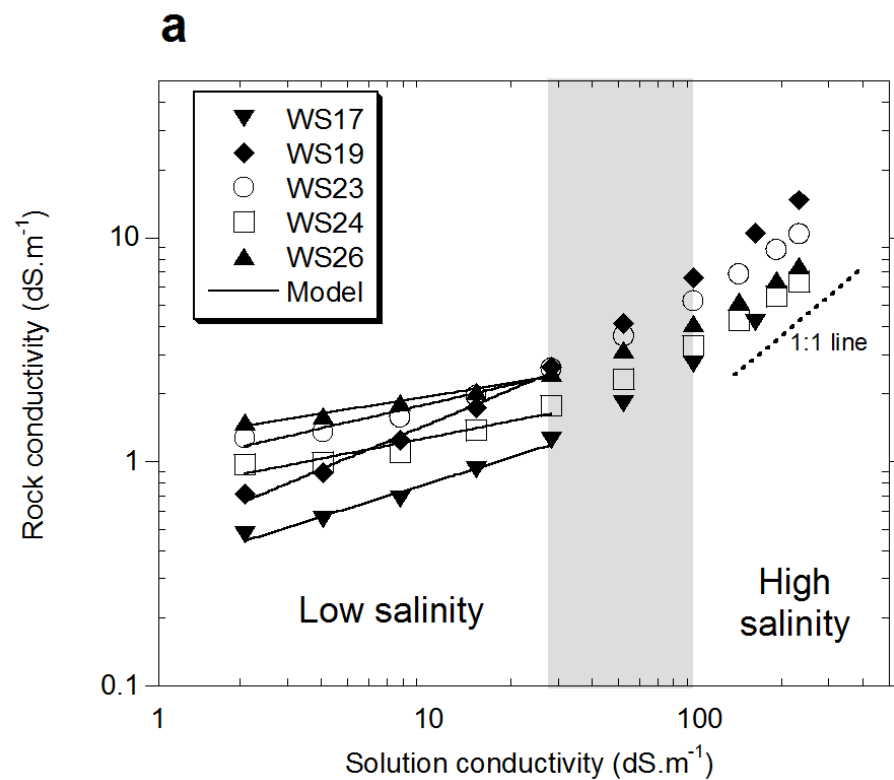 a
WS17
WS19
WS23
WS24
WS26
Model
10
1
0.1
Rock conductivity (dS.m⁻¹)
1:1 line
Low salinity
High
salinity
1
10
100
Solution conductivity (dS.m⁻¹)